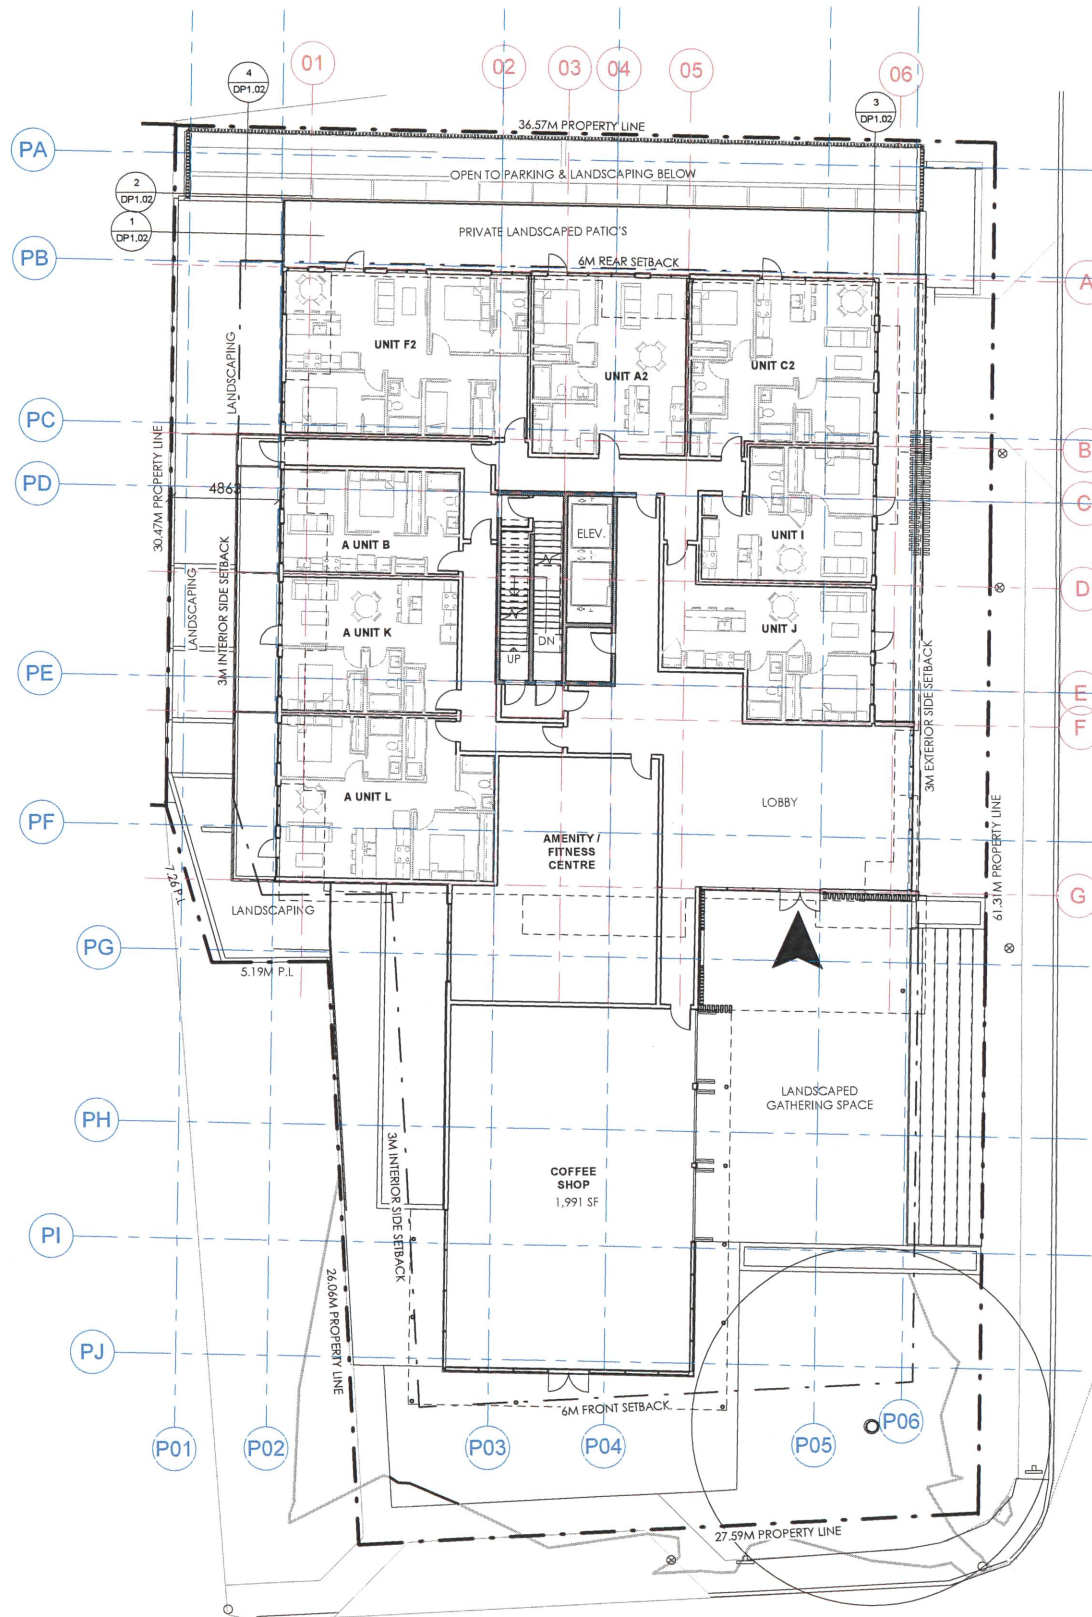 01
02
03
04
05
06
4
DP1.02
3
DP1.02
36.57M PROPERTY LINE
PA
OPEN TO PARKING & LANDSCAPING BELOW
2
DP1.02
1
DP1.02
PRIVATE LANDSCAPED PATIC'S
PB
6M REAR SETBACK
A
UNIT F2
UNIT A2
UNIT C2
LANDSCAPING
PC
B
30.47M PROPERTY LINE
PD
4863
C
3M INTERIOR SIDE SETBACK
A UNIT B
ELEV.
UNIT I
LANDSCAPING
D
A UNIT K
UNIT J
DN
UP
PE
E
F
3M EXTERIOR SIDE SETBACK
A UNIT L
LOBBY
PF
AMENITY /
FITNESS
CENTRE
61.31M PROPERTY LINE
7.26 P.L
G
LANDSCAPING
PG
5.19M P.L
LANDSCAPED
GATHERING SPACE
PH
3M INTERIOR SIDE SETBACK
COFFEE
SHOP
1,991 SF
PI
26.06M PROPERTY LINE
PJ
6M FRONT SETBACK
P01
P02
P03
P04
P05
P06
27.59M PROPERTY LINE